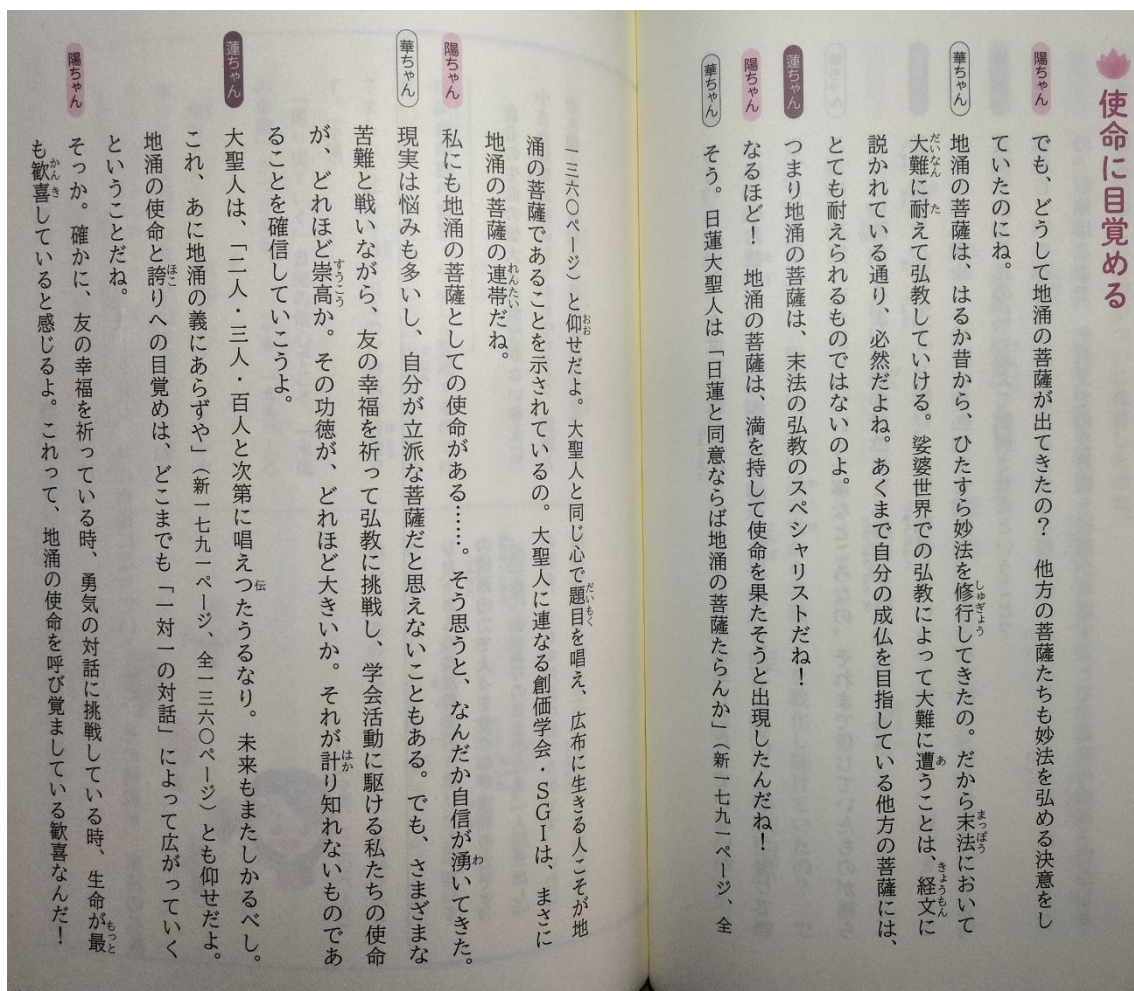 使命に目覚める
陽ちゃん でも、どうして地涌の菩薩が出てきたの？　他方の菩薩たちも妙法を弘める決意をし
ていたのにね。
華ちゃん 地涌の菩薩は、はるか昔から、ひたすら妙法を修行してきたの。だから末法において
大難に耐えて弘教していける。娑婆世界での弘教によって大難に遭うことは、経文に
説かれている通り、必然だよね。あくまで自分の成仏を目指している他方の菩薩には、
とても耐えられるものではないのよ。
蓮ちゃん つまり地涌の菩薩は、末法の弘教のスペシャリストだね！
陽ちゃん なるほど！　地涌の菩薩は、満を持して使命を果たそうと出現したんだね！
華ちゃん そう。日蓮大聖人は「日蓮と同意ならば地涌の菩薩たらんか」（新一七九一ページ、全
一三六〇ページ）と仰せだよ。大聖人と同じ心で題目を唱え、広布に生きる人こそが地
涌の菩薩であることを示されているの。大聖人に連なる創価学会・ＳＧＩは、まさに
地涌の菩薩の連帯だね。
陽ちゃん 私にも地涌の菩薩としての使命がある……。そう思うと、なんだか自信が湧いてきた。
華ちゃん 現実は悩みも多いし、自分が立派な菩薩だと思えないこともある。でも、さまざまな
苦難と戦いながら、友の幸福を祈って弘教に挑戦し、学会活動に駆ける私たちの使命
が、どれほど崇高か。その功徳が、どれほど大きいか。それが計り知れないものであ
ることを確信していこうよ。
蓮ちゃん 大聖人は、「二人・三人・百人と次第に唱えつたうるなり。未来もまたしかるべし。
これ、あに地涌の義にあらずや」（新一七九一ページ、全一三六〇ページ）とも仰せだよ。
地涌の使命と誇りへの目覚めは、どこまでも「一対一の対話」によって広がっていく
ということだね。
陽ちゃん そっか。確かに、友の幸福を祈っている時、勇気の対話に挑戦している時、生命が最
も歓喜していると感じるよ。これって、地涌の使命を呼び覚ましている歓喜なんだ！